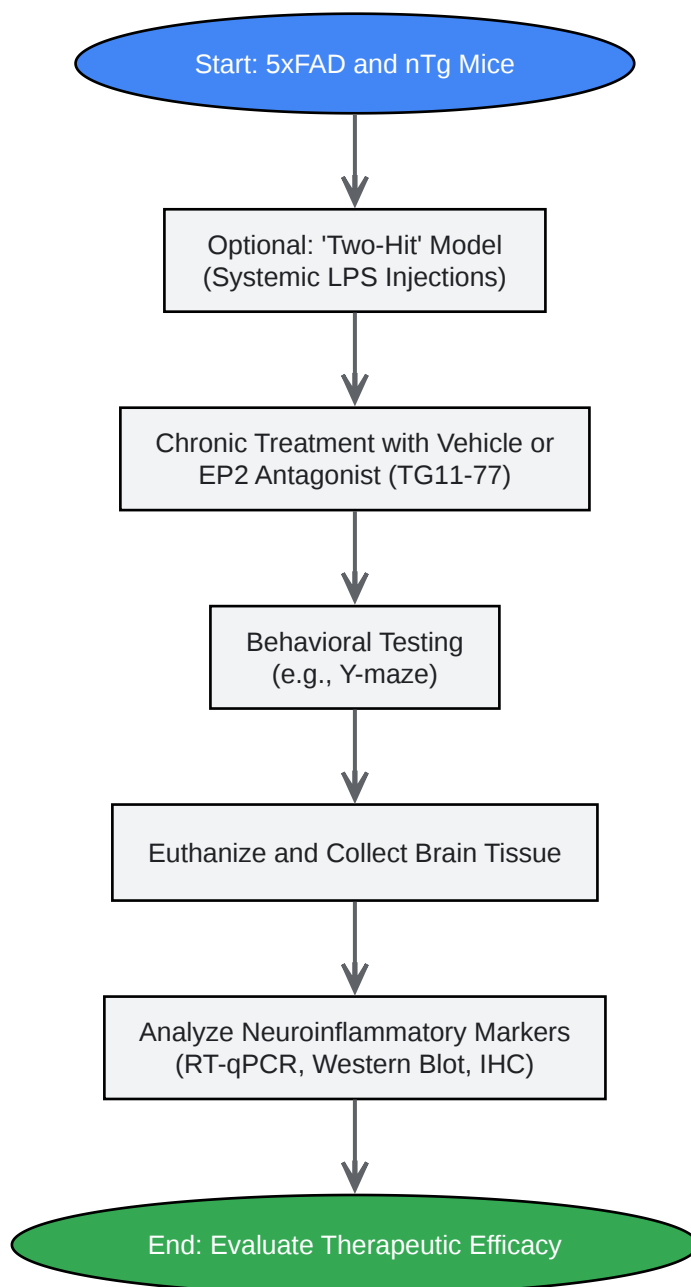 Start: 5xFAD and nTg Mice
Optional: 'Two-Hit' Model
(Systemic LPS Injections)
Chronic Treatment with Vehicle or
EP2 Antagonist (TG11-77)
Behavioral Testing
(e.g., Y-maze)
Euthanize and Collect Brain Tissue
Analyze Neuroinflammatory Markers
(RT-qPCR, Western Blot, IHC)
End: Evaluate Therapeutic Efficacy